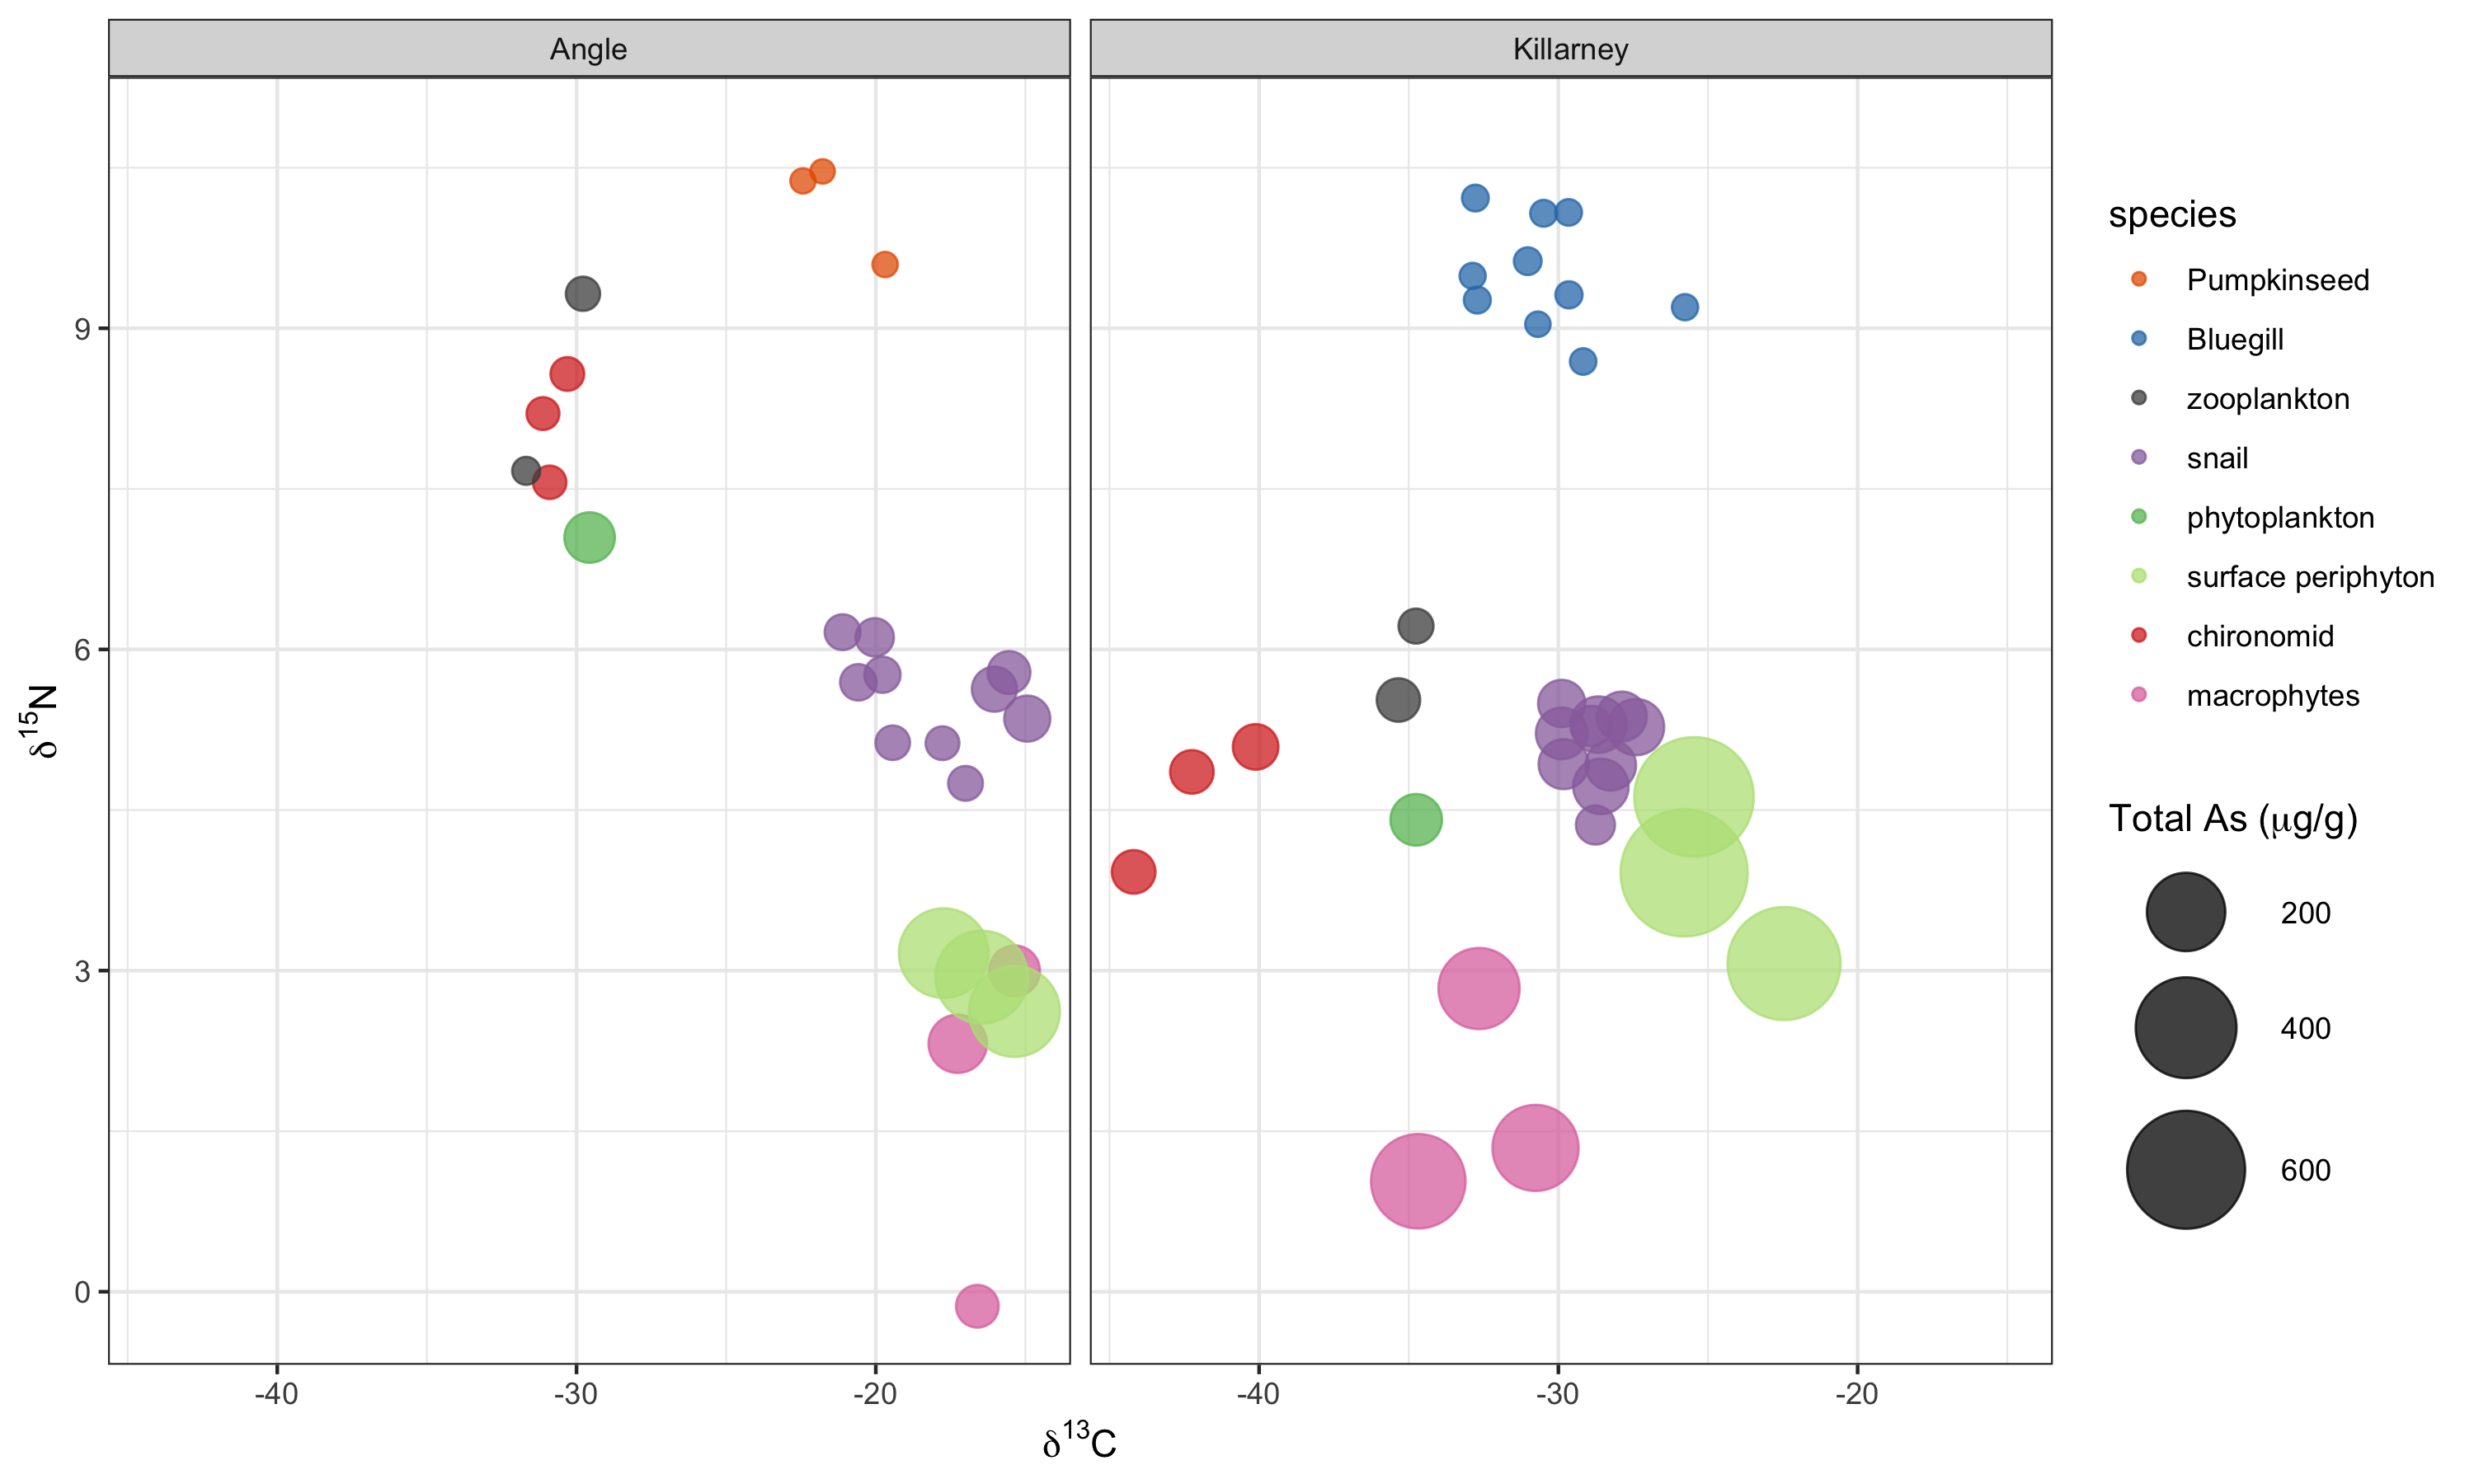 Angle
Killarney
9
6
3
0
δ15N
-40
-30
-20
-40
-30
-20
δ13C
species
Pumpkinseed
Bluegill
zooplankton
snail
phytoplankton
surface periphyton
chironomid
macrophytes
Total As (μg/g)
200
400
600